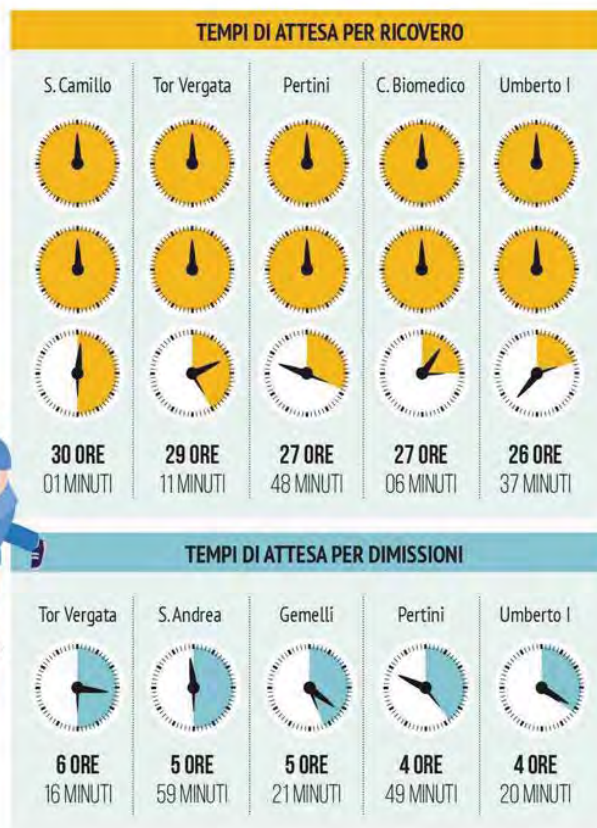 TEMPI DI ATTESA PER RICOVERO
S. Camillo
Tor Vergata
Pertini
C. Biomedico
Umberto I
30 ORE
01 MINUTI
29 ORE
11 MINUTI
27 ORE
48 MINUTI
27 ORE
06 MINUTI
26 ORE
37 MINUTI
TEMPI DI ATTESA PER DIMISSIONI
Tor Vergata
S. Andrea
Gemelli
Pertini
Umberto I
6 ORE
16 MINUTI
5 ORE
59 MINUTI
5 ORE
21 MINUTI
4 ORE
49 MINUTI
4 ORE
20 MINUTI